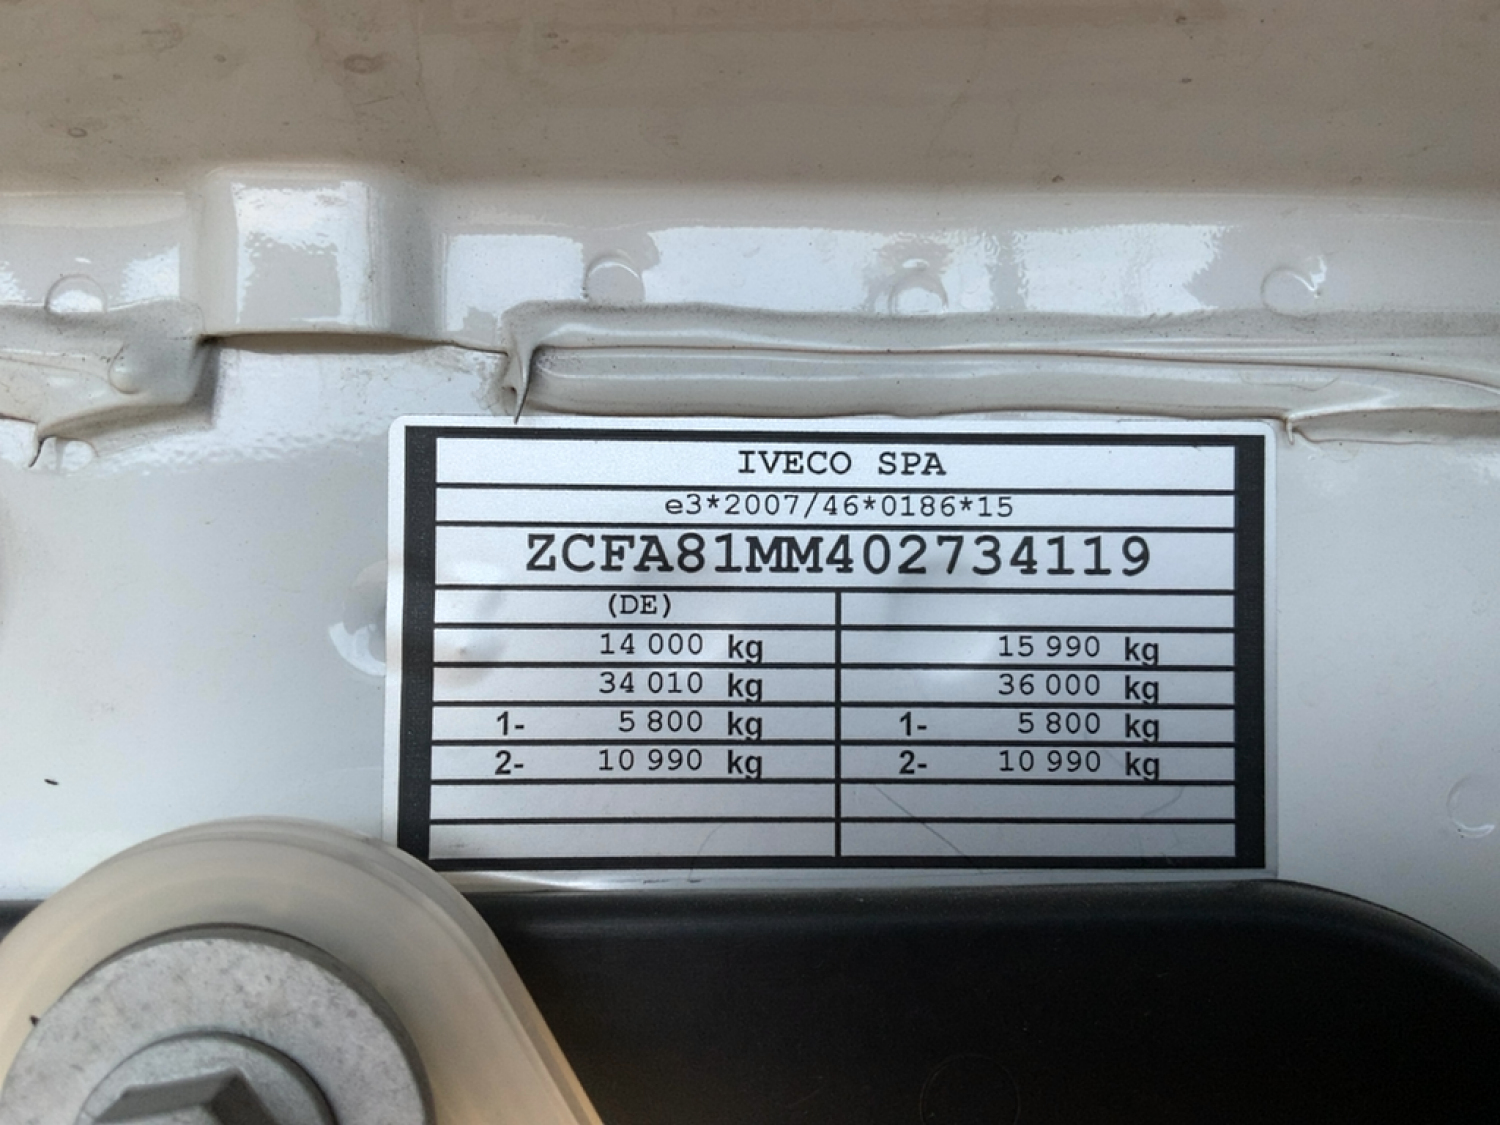 IVECO SPA
e3*2007/46*0186*15
ZCFA81MM402734119
(DE)
14 000 kg 15 990 kg
34 010 kg 36 000 kg
1- 5 800 kg 1- 5 800 kg
2- 10 990 kg 2- 10 990 kg